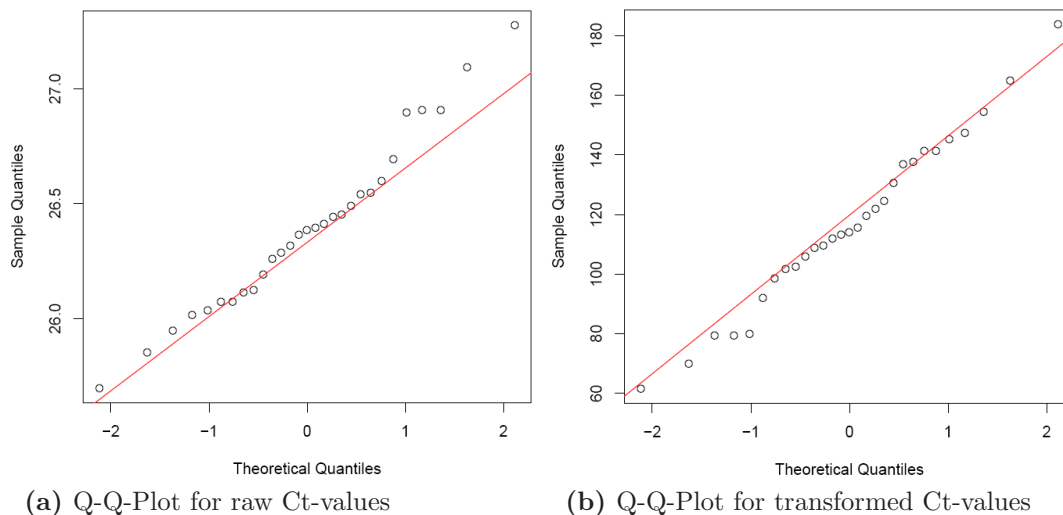 27.0
26.5
26.0
Sample Quantiles
−2 −1 0 1 2
Theoretical Quantiles
(a) Q-Q-Plot for raw Ct-values
180
160
140
120
100
80
60
Sample Quantiles
−2 −1 0 1 2
Theoretical Quantiles
(b) Q-Q-Plot for transformed Ct-values